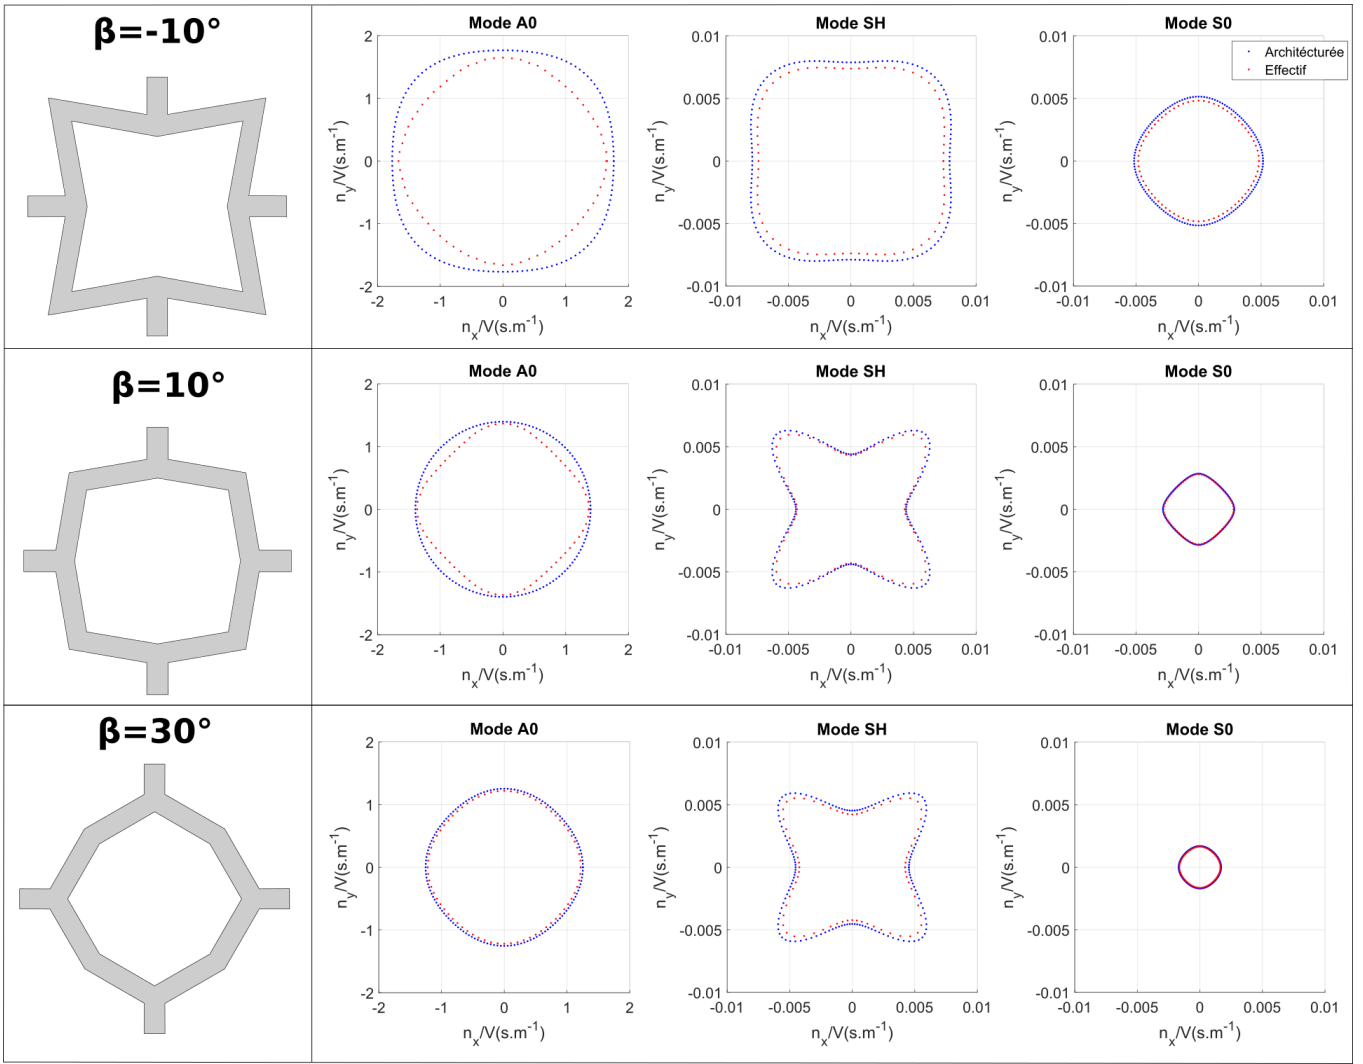 β=-10°
Mode A0
2
1
0
-1
-2
-2 -1 0 1 2
n_y/V(s.m⁻¹)
n_x/V(s.m⁻¹)
Mode SH
0.01
0.005
0
-0.005
-0.01
-0.01 -0.005 0 0.005 0.01
n_y/V(s.m⁻¹)
n_x/V(s.m⁻¹)
Mode S0
Architécturée
Effectif
0.01
0.005
0
-0.005
-0.01
-0.01 -0.005 0 0.005 0.01
n_y/V(s.m⁻¹)
n_x/V(s.m⁻¹)
β=10°
Mode A0
2
1
0
-1
-2
-2 -1 0 1 2
n_y/V(s.m⁻¹)
n_x/V(s.m⁻¹)
Mode SH
0.01
0.005
0
-0.005
-0.01
-0.01 -0.005 0 0.005 0.01
n_y/V(s.m⁻¹)
n_x/V(s.m⁻¹)
Mode S0
0.01
0.005
0
-0.005
-0.01
-0.01 -0.005 0 0.005 0.01
n_y/V(s.m⁻¹)
n_x/V(s.m⁻¹)
β=30°
Mode A0
2
1
0
-1
-2
-2 -1 0 1 2
n_y/V(s.m⁻¹)
n_x/V(s.m⁻¹)
Mode SH
0.01
0.005
0
-0.005
-0.01
-0.01 -0.005 0 0.005 0.01
n_y/V(s.m⁻¹)
n_x/V(s.m⁻¹)
Mode S0
0.01
0.005
0
-0.005
-0.01
-0.01 -0.005 0 0.005 0.01
n_y/V(s.m⁻¹)
n_x/V(s.m⁻¹)